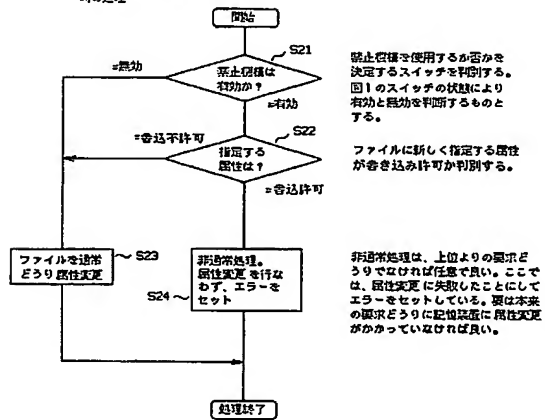 時の処理
開始
S21
禁止機構は
有効か？
=無効
=有効
禁止機構を使用するか否かを
決定するスイッチを判別する。
図1のスイッチの状態により
有効と無効を判断するものと
する。
S22
指定する
属性は？
=書込不許可
=書込許可
ファイルに新しく指定する属性
が書き込み許可か判別する。
ファイルを通常
どうり属性変更
S23
非通常処理。
属性変更を行な
わず、エラーを
セット
S24
非通常処理は、上位よりの要求ど
うりでなければ任意で良い。ここで
は、属性変更に失敗したことにして
エラーをセットしている。要は本来
の要求どうりに記憶装置に属性変更
がかかっていなければ良い。
処理終了